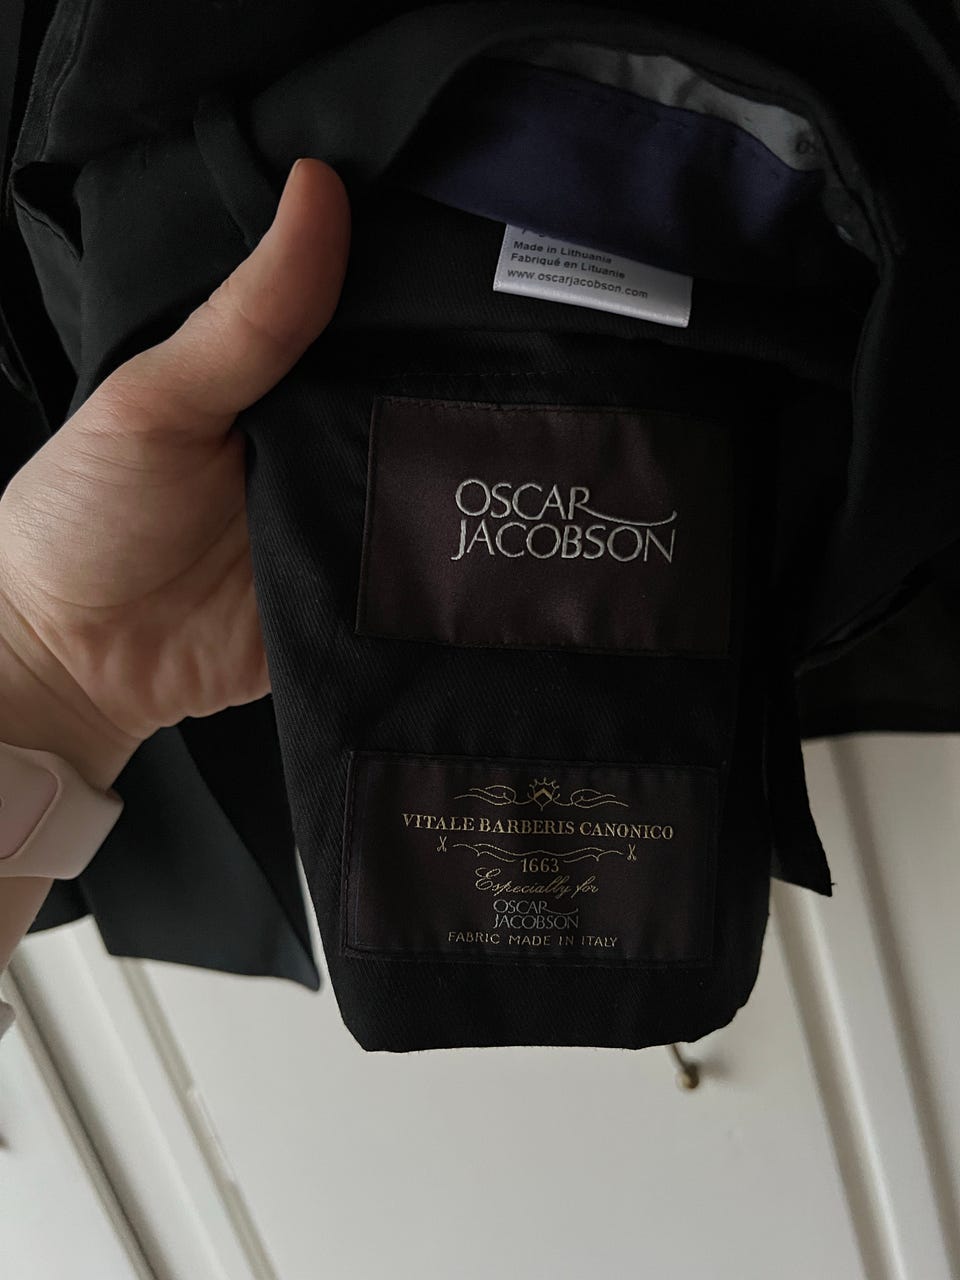 Made in Lithuania
Fabriqué en Lituanie
www.oscarjacobson.com
OSCAR
JACOBSON
VITALE BARBERIS CANONICO
1663
Especially for
OSCAR
JACOBSON
FABRIC MADE IN ITALY